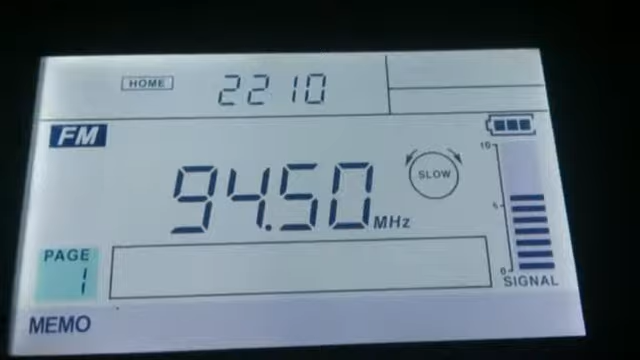 HOME 2210
FM
10
94.50 MHz
SLOW
5
PAGE
1
0
SIGNAL
MEMO